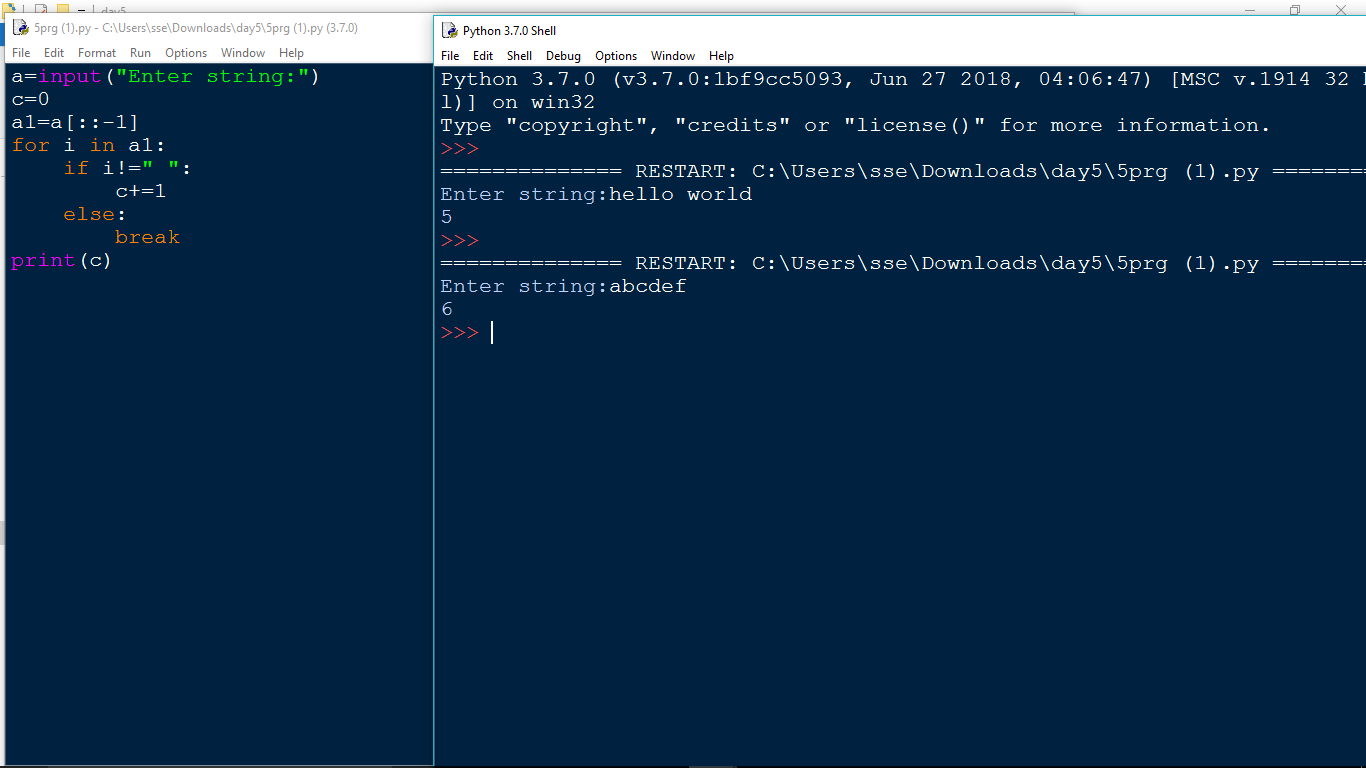 day5
5prg (1).py - C:\Users\sse\Downloads\day5\5prg (1).py (3.7.0)
File Edit Format Run Options Window Help
a=input("Enter string:")
c=0
a1=a[::-1]
for i in a1:
    if i!=" ":
        c+=1
    else:
        break
print(c)
Python 3.7.0 Shell
File Edit Shell Debug Options Window Help
Python 3.7.0 (v3.7.0:1bf9cc5093, Jun 27 2018, 04:06:47) [MSC v.1914 32
l)] on win32
Type "copyright", "credits" or "license()" for more information.
>>>
============== RESTART: C:\Users\sse\Downloads\day5\5prg (1).py =======
Enter string:hello world
5
>>>
============== RESTART: C:\Users\sse\Downloads\day5\5prg (1).py =======
Enter string:abcdef
6
>>>